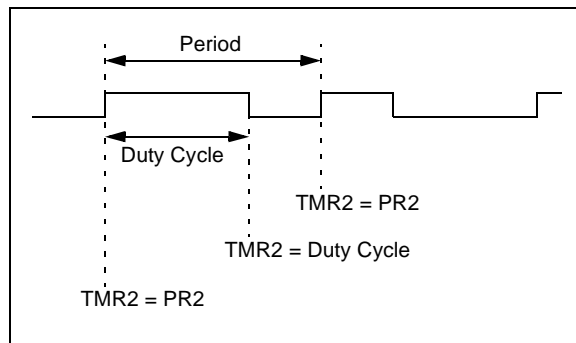 Period
Duty Cycle
TMR2 = PR2
TMR2 = Duty Cycle
TMR2 = PR2